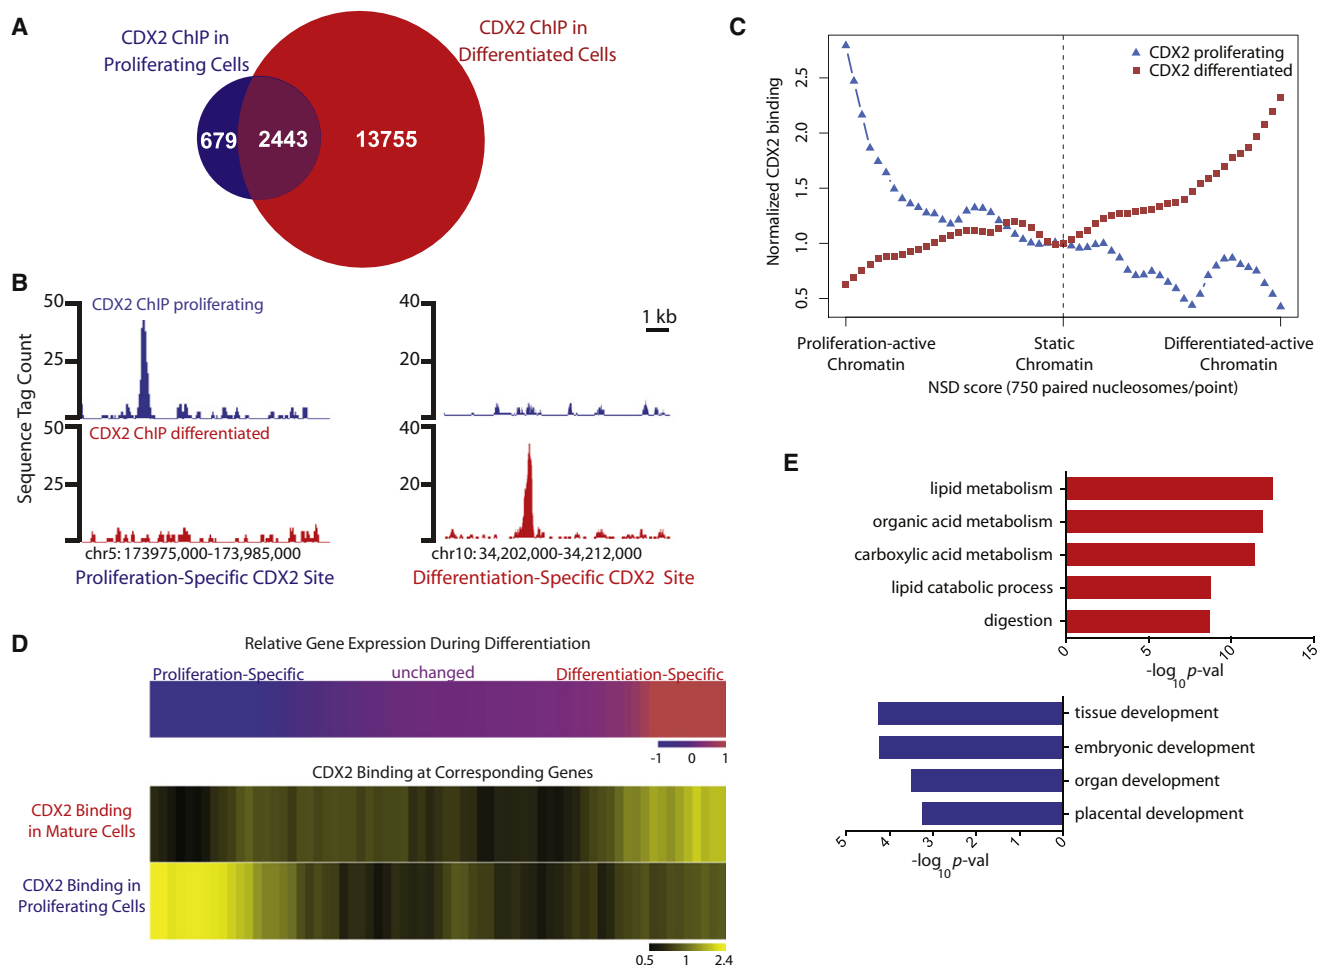 A
CDX2 ChIP in
Proliferating Cells
CDX2 ChIP in
Differentiated Cells
679
2443
13755
B
Sequence Tag Count
50
25
CDX2 ChIP proliferating
50
25
CDX2 ChIP differentiated
chr5: 173975,000-173,985,000
Proliferation-Specific CDX2 Site
40
20
1 kb
40
20
chr10: 34,202,000-34,212,000
Differentiation-Specific CDX2 Site
C
Normalized CDX2 binding
2.5
2.0
1.5
1.0
0.5
CDX2 proliferating
CDX2 differentiated
Proliferation-active
Chromatin
Static
Chromatin
Differentiated-active
Chromatin
NSD score (750 paired nucleosomes/point)
D
Relative Gene Expression During Differentiation
Proliferation-Specific
unchanged
Differentiation-Specific
-1 0 1
CDX2 Binding at Corresponding Genes
CDX2 Binding
in Mature Cells
CDX2 Binding in
Proliferating Cells
0.5 1 2.4
E
lipid metabolism
organic acid metabolism
carboxylic acid metabolism
lipid catabolic process
digestion
0 5 10 15
-log10 p-val
tissue development
embryonic development
organ development
placental development
5 4 3 2 1 0
-log10 p-val